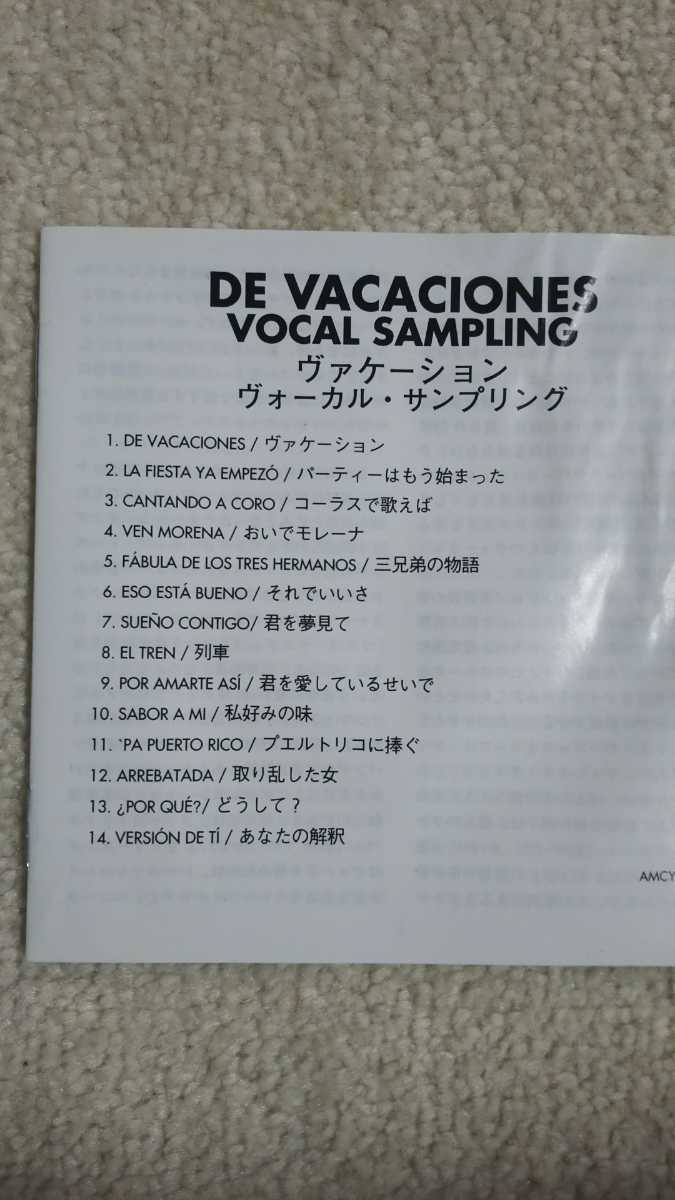 DE VACACIONES
VOCAL SAMPLING
ヴァケーション
ヴォーカル・サンプリング
1. DE VACACIONES / ヴァケーション
2. LA FIESTA YA EMPEZÓ / パーティーはもう始まった
3. CANTANDO A CORO / コーラスで歌えば
4. VEN MORENA / おいでモレーナ
5. FÁBULA DE LOS TRES HERMANOS / 三兄弟の物語
6. ESO ESTÁ BUENO / それでいいさ
7. SUEÑO CONTIGO/ 君を夢見て
8. EL TREN / 列車
9. POR AMARTE ASÍ / 君を愛しているせいで
10. SABOR A MI / 私好みの味
11. `PA PUERTO RICO / プエルトリコに捧ぐ
12. ARREBATADA / 取り乱した女
13. ¿POR QUÉ?/ どうして？
14. VERSIÓN DE TÍ / あなたの解釈
AMCY